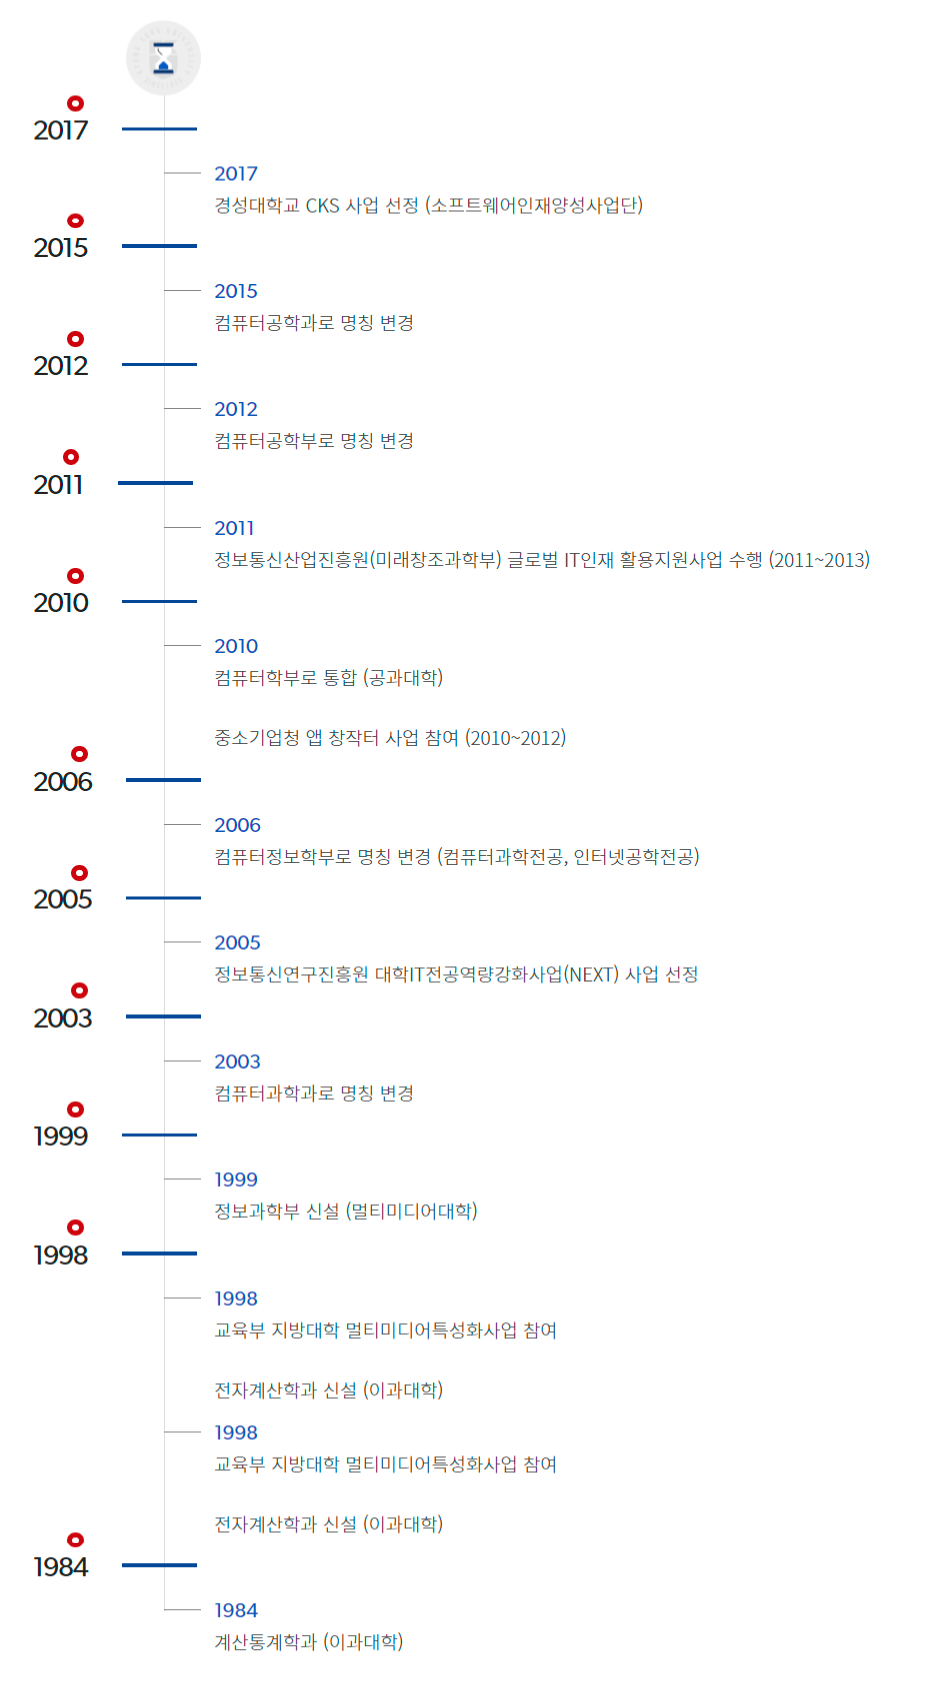 2017
2017
경성대학교 CKS 사업 선정 (소프트웨어인재양성사업단)
2015
2015
컴퓨터공학과로 명칭 변경
2012
2012
컴퓨터공학부로 명칭 변경
2011
2011
정보통신산업진흥원(미래창조과학부) 글로벌 IT인재 활용지원사업 수행 (2011~2013)
2010
2010
컴퓨터학부로 통합 (공과대학)
중소기업청 앱 창작터 사업 참여 (2010~2012)
2006
2006
컴퓨터정보학부로 명칭 변경 (컴퓨터과학전공, 인터넷공학전공)
2005
2005
정보통신연구진흥원 대학IT전공역량강화사업(NEXT) 사업 선정
2003
2003
컴퓨터과학과로 명칭 변경
1999
1999
정보과학부 신설 (멀티미디어대학)
1998
1998
교육부 지방대학 멀티미디어특성화사업 참여
전자계산학과 신설 (이과대학)
1998
교육부 지방대학 멀티미디어특성화사업 참여
전자계산학과 신설 (이과대학)
1984
1984
계산통계학과 (이과대학)